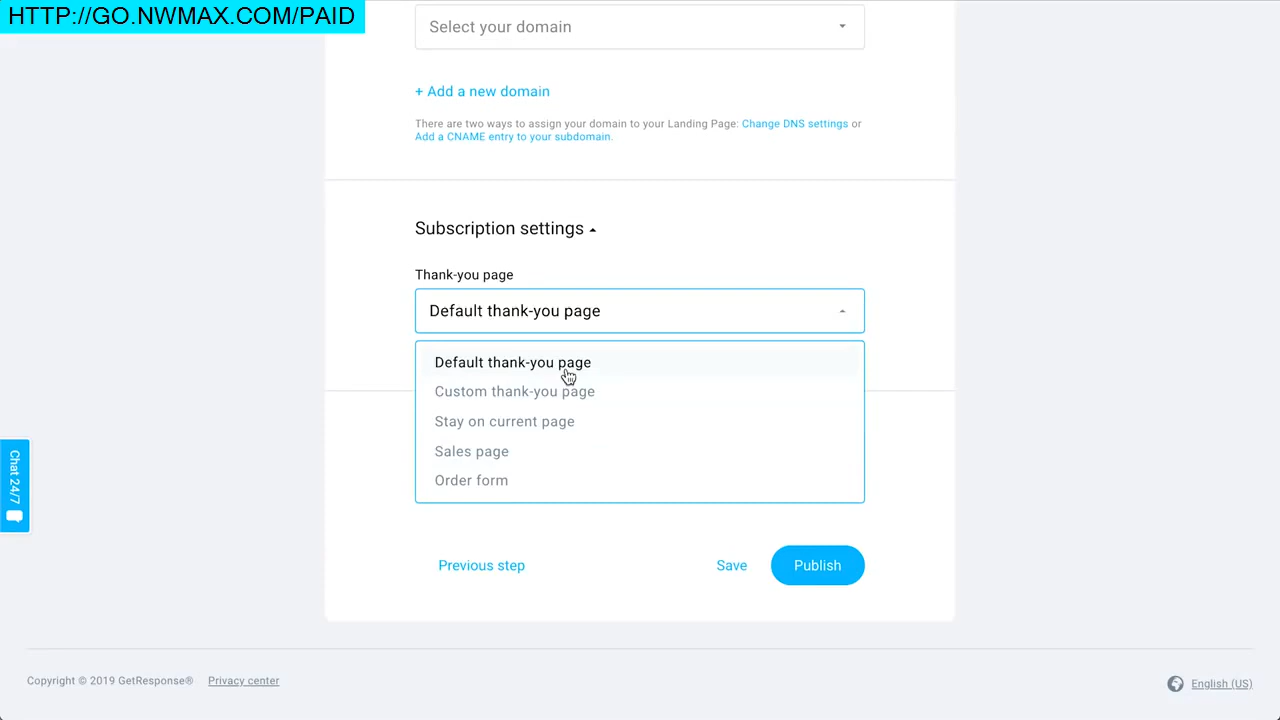 HTTP://GO.NWMAX.COM/PAID
Select your domain
+ Add a new domain
There are two ways to assign your domain to your Landing Page: Change DNS settings or
Add a CNAME entry to your subdomain.
Subscription settings
Thank-you page
Default thank-you page
Default thank-you page
Custom thank-you page
Stay on current page
Sales page
Order form
Chat 24/7
Previous step
Save
Publish
Copyright © 2019 GetResponse®
Privacy center
English (US)